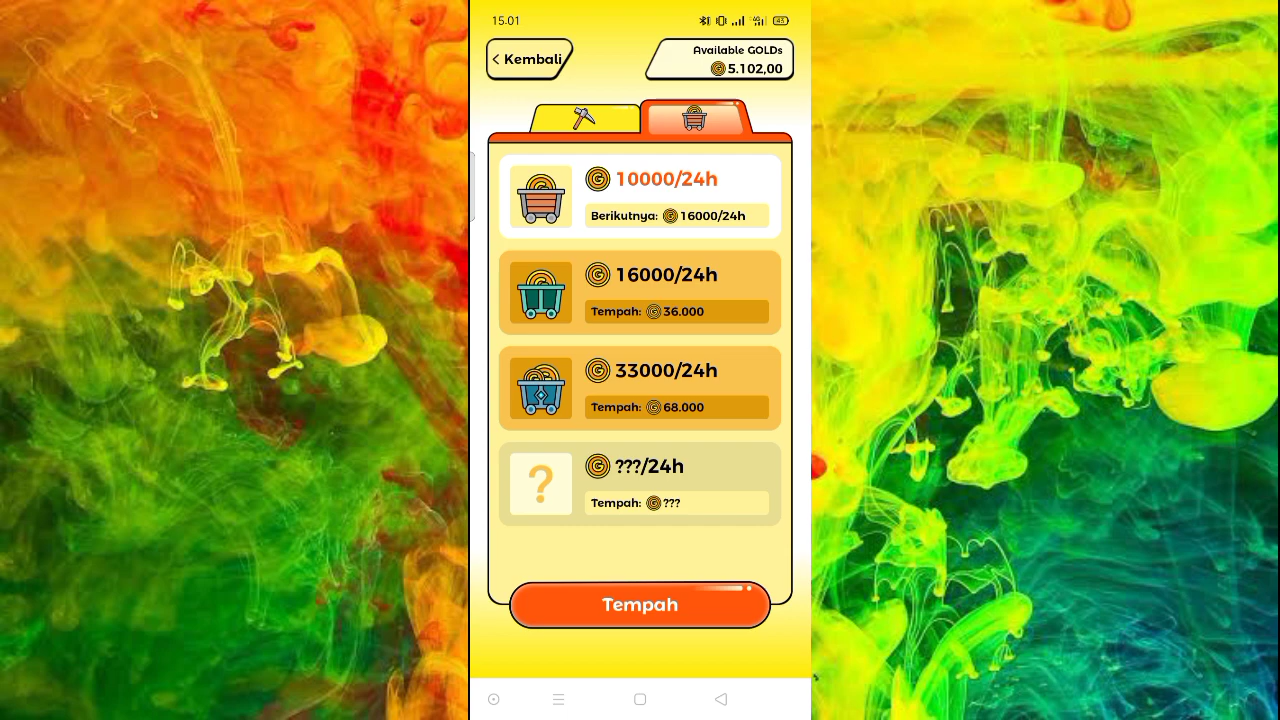 15.01
43
Kembali
Available GOLDs
5.102,00
10000/24h
Berikutnya: 16000/24h
16000/24h
Tempah: 36.000
33000/24h
Tempah: 68.000
?
???/24h
Tempah: ???
Tempah